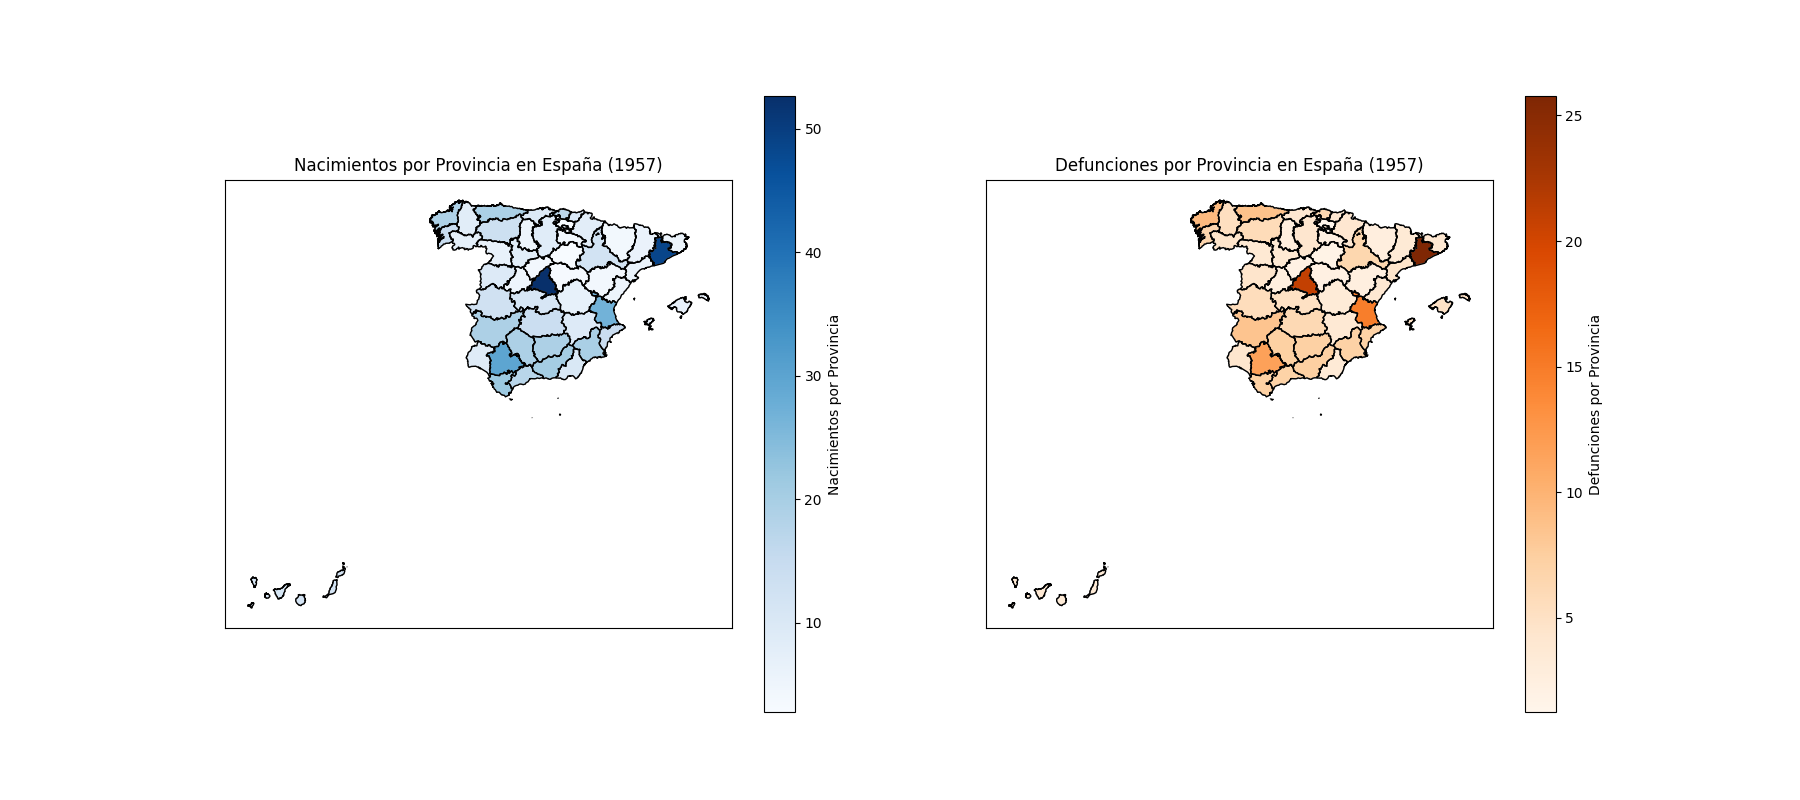 Nacimientos por Provincia en España (1957)
50
40
30
20
10
Nacimientos por Provincia
Defunciones por Provincia en España (1957)
25
20
15
10
5
Defunciones por Provincia